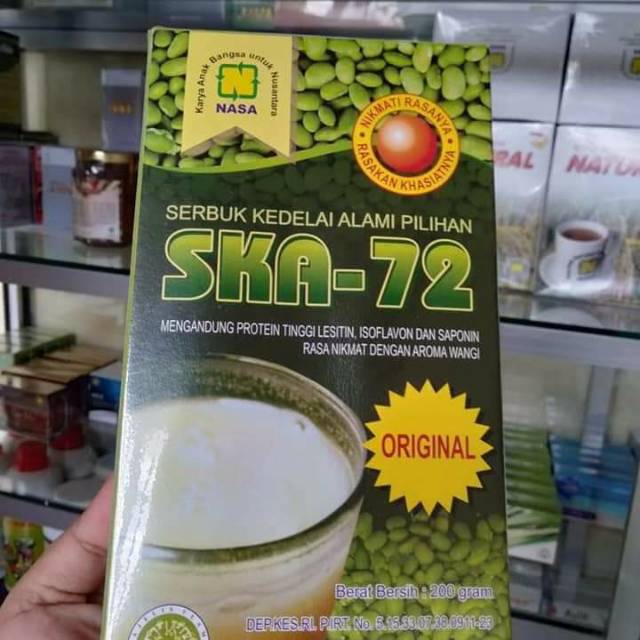 Karya Anak Bangsa untuk Nusantara
NASA
NIKMATI RASANYA
RASAKAN KHASIATNYA
SERBUK KEDELAI ALAMI PILIHAN
SKA-72
MENGANDUNG PROTEIN TINGGI LESITIN, ISOFLAVON DAN SAPONIN
RASA NIKMAT DENGAN AROMA WANGI
ORIGINAL
Berat Bersih : 200 gram
DEP.KES.RI. PIRT. No. 5.15.33.07.38.0911-23
RAL
NATU